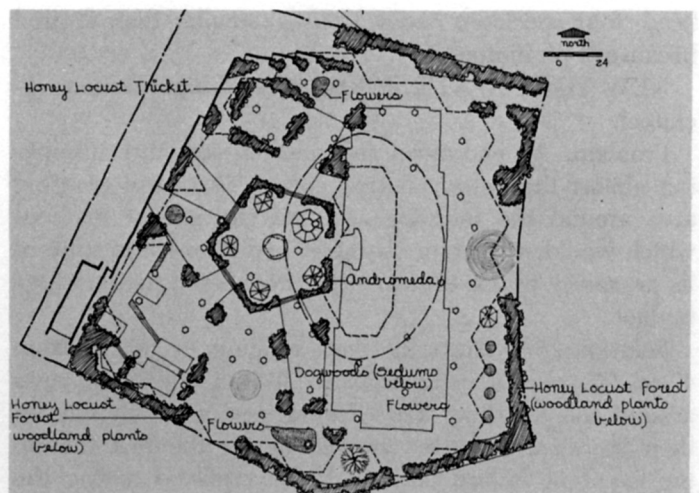 north
0 24
Honey Locust Thicket
Flowers
Andromeda
Dogwoods (sedums
below)
Flowers
Honey Locust Forest
(woodland plants
below)
Honey Locust
Forest
(woodland plants
below)
Flowers